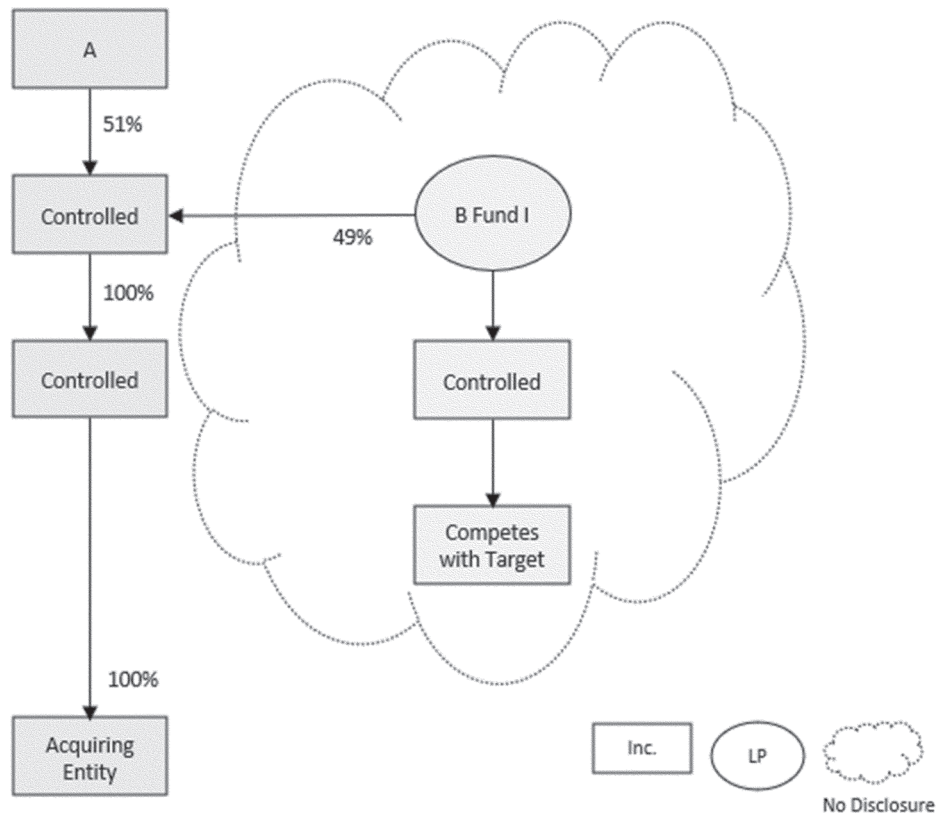 A
51%
Controlled
B Fund I
49%
100%
Controlled
Controlled
Competes
with Target
100%
Acquiring
Entity
Inc.
LP
No Disclosure